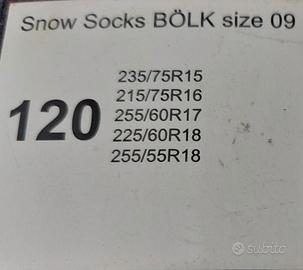 Snow Socks BÖLK size 09
120
235/75R15
215/75R16
255/60R17
225/60R18
255/55R18
subito